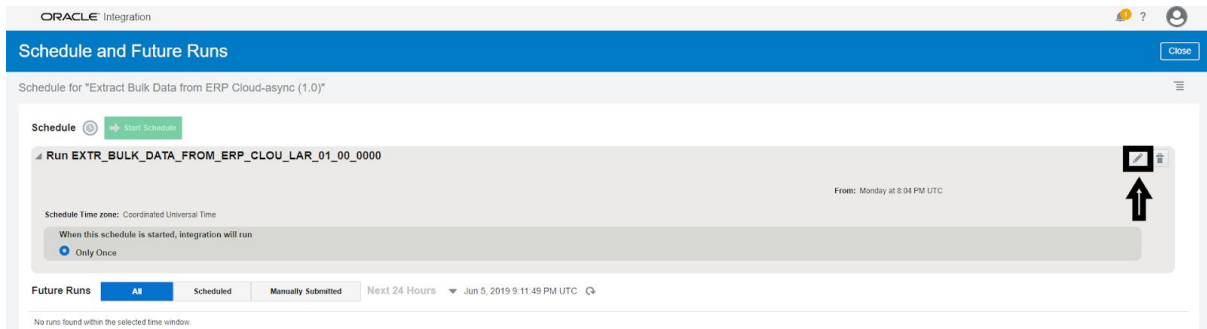 ORACLE Integration
1
?
Schedule and Future Runs
Close
Schedule for "Extract Bulk Data from ERP Cloud-async (1.0)"
Schedule
Start Schedule
Run EXTR_BULK_DATA_FROM_ERP_CLOU_LAR_01_00_0000
From: Monday at 8:04 PM UTC
Schedule Time zone: Coordinated Universal Time
When this schedule is started, integration will run
Only Once
Future Runs All Scheduled Manually Submitted Next 24 Hours Jun 5, 2019 9:11:49 PM UTC
No runs found within the selected time window.